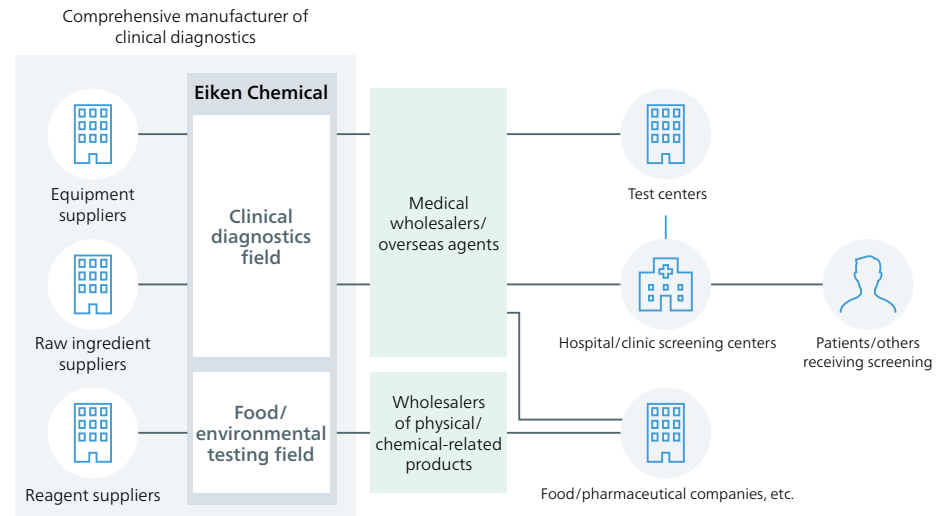 Comprehensive manufacturer of
clinical diagnostics
Eiken Chemical
Equipment
suppliers
Raw ingredient
suppliers
Reagent suppliers
Clinical
diagnostics
field
Food/
environmental
testing field
Medical
wholesalers/
overseas agents
Wholesalers
of physical/
chemical-related
products
Test centers
Hospital/clinic screening centers
Patients/others
receiving screening
Food/pharmaceutical companies, etc.